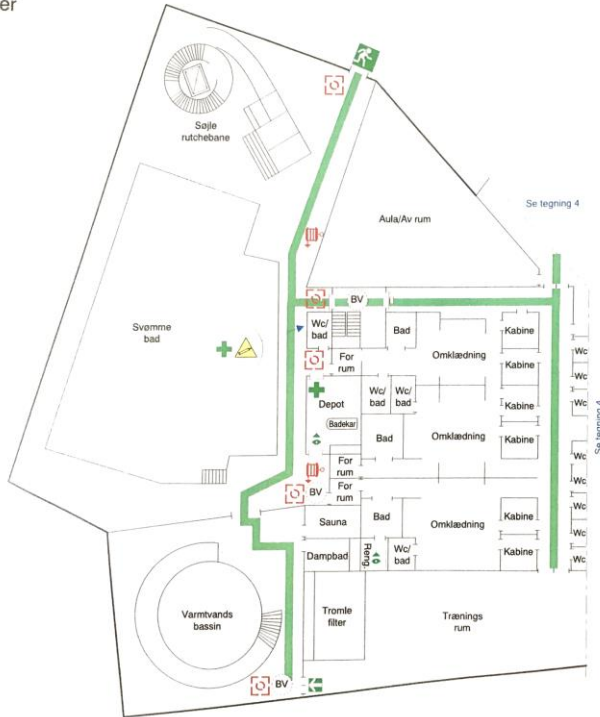 er
Søjle
rutchebane
Se tegning 4
Aula/Av rum
BV
Svømme
bad
Wc/
bad
Bad
Omklædning
Kabine
Wc
For
rum
Kabine
Wc
Depot
Wc/
bad
Wc/
bad
Kabine
Wc
Badekar
Bad
Omklædning
Kabine
Se tegning 4
For
rum
Wc
BV
For
rum
Wc
Sauna
Bad
Omklædning
Kabine
Wc
Dampbad
Reng.
Wc/
bad
Kabine
Wc
Wc
Varmtvands
bassin
Tromle
filter
Trænings
rum
BV